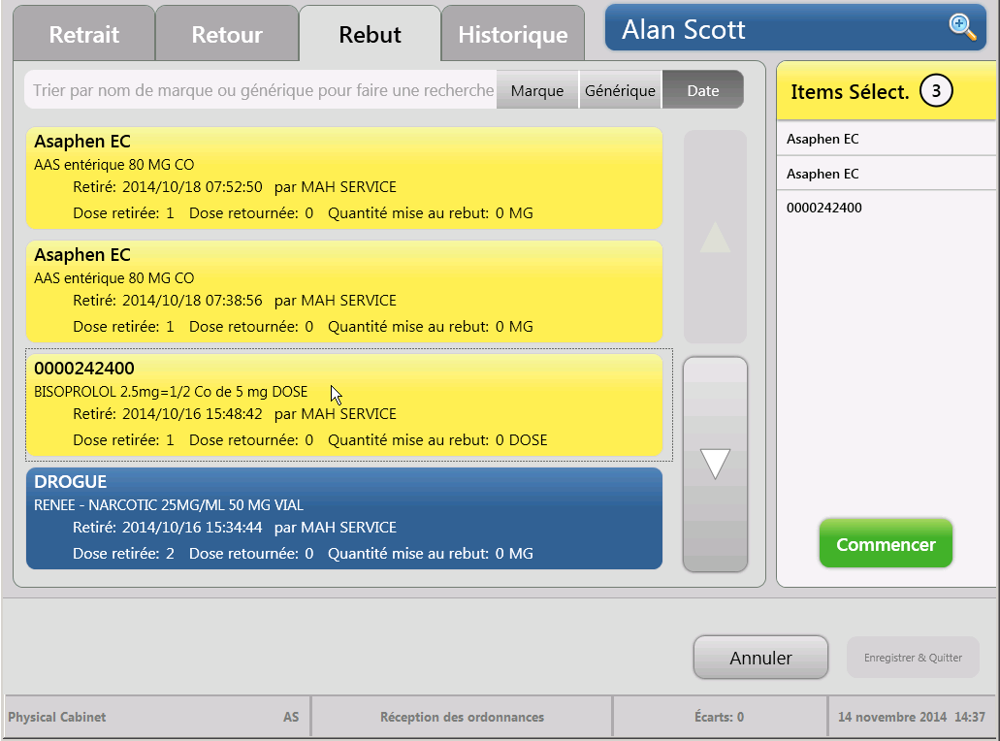 Retrait
Retour
Rebut
Historique
Alan Scott
Trier par nom de marque ou générique pour faire une recherche
Marque
Générique
Date
Asaphen EC
AAS entérique 80 MG CO
Retiré: 2014/10/18 07:52:50 par MAH SERVICE
Dose retirée: 1 Dose retournée: 0 Quantité mise au rebut: 0 MG
Asaphen EC
AAS entérique 80 MG CO
Retiré: 2014/10/18 07:38:56 par MAH SERVICE
Dose retirée: 1 Dose retournée: 0 Quantité mise au rebut: 0 MG
0000242400
BISOPROLOL 2.5mg=1/2 Co de 5 mg DOSE
Retiré: 2014/10/16 15:48:42 par MAH SERVICE
Dose retirée: 1 Dose retournée: 0 Quantité mise au rebut: 0 DOSE
DROGUE
RENEE - NARCOTIC 25MG/ML 50 MG VIAL
Retiré: 2014/10/16 15:34:44 par MAH SERVICE
Dose retirée: 2 Dose retournée: 0 Quantité mise au rebut: 0 MG
Items Sélect. 3
Asaphen EC
Asaphen EC
0000242400
Commencer
Annuler
Enregistrer & Quitter
Physical Cabinet
AS
Réception des ordonnances
Écarts: 0
14 novembre 2014 14:37